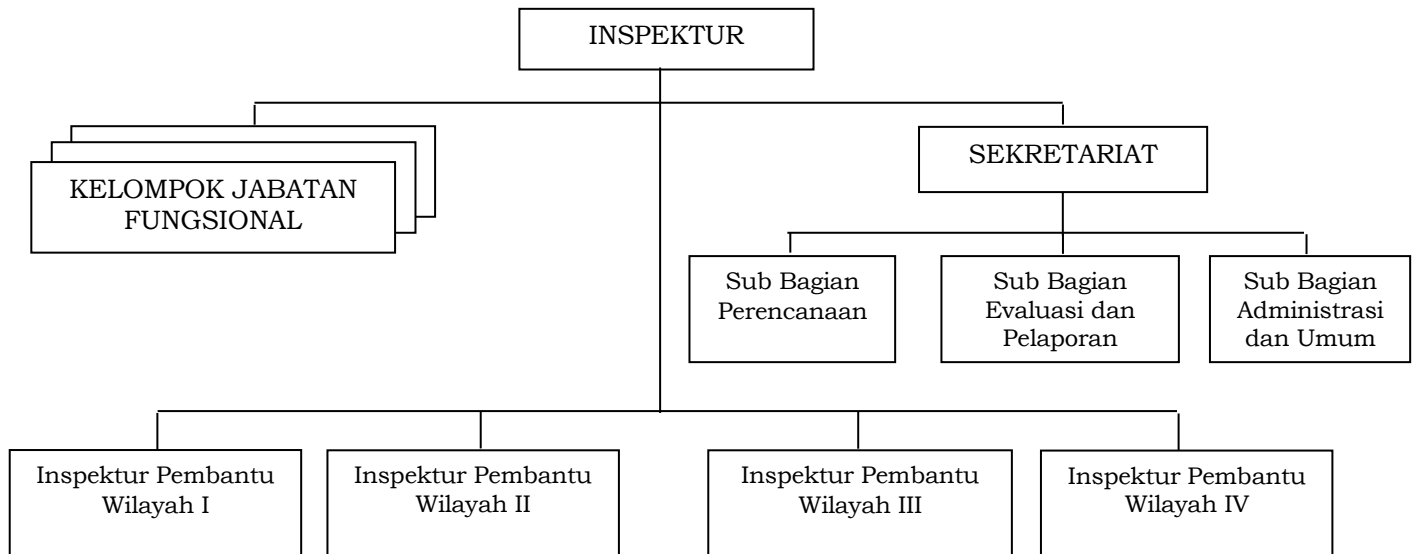 INSPEKTUR
KELOMPOK JABATAN
FUNGSIONAL
SEKRETARIAT
Sub Bagian
Perencanaan
Sub Bagian
Evaluasi dan
Pelaporan
Sub Bagian
Administrasi
dan Umum
Inspektur Pembantu
Wilayah I
Inspektur Pembantu
Wilayah II
Inspektur Pembantu
Wilayah III
Inspektur Pembantu
Wilayah IV